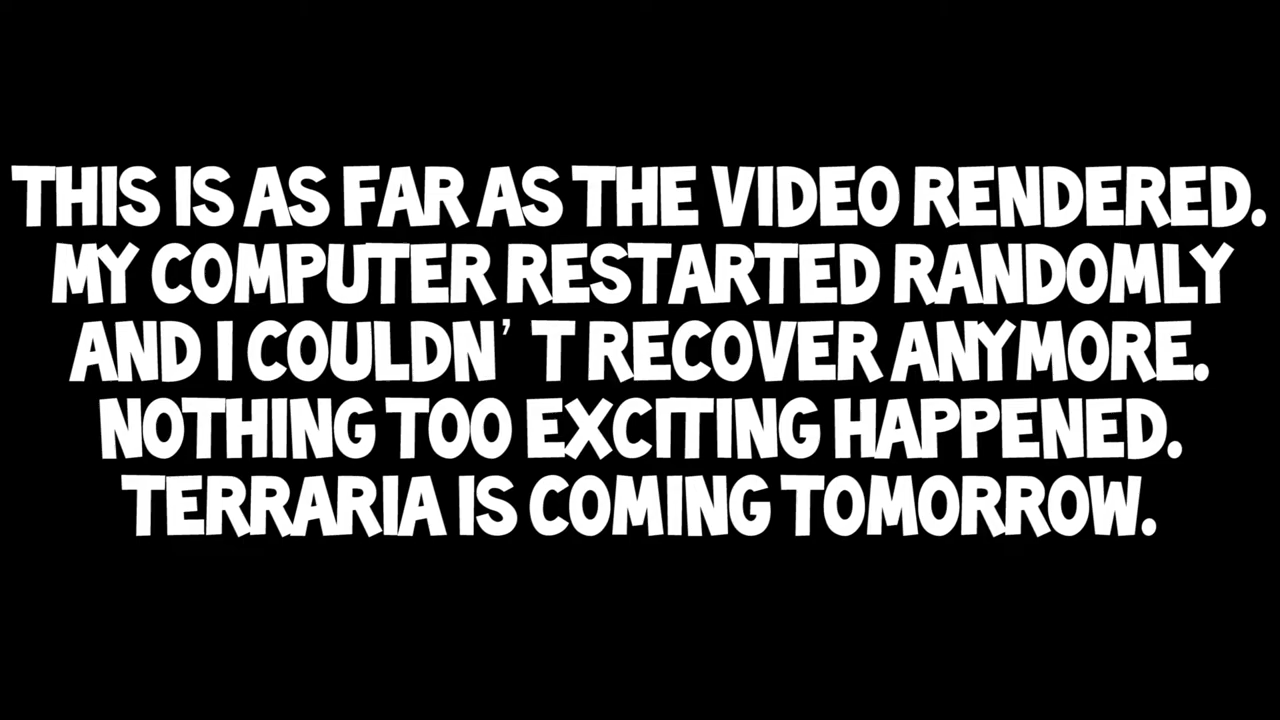 THIS IS AS FAR AS THE VIDEO RENDERED.
MY COMPUTER RESTARTED RANDOMLY
AND I COULDN'T RECOVER ANYMORE.
NOTHING TOO EXCITING HAPPENED.
TERRARIA IS COMING TOMORROW.